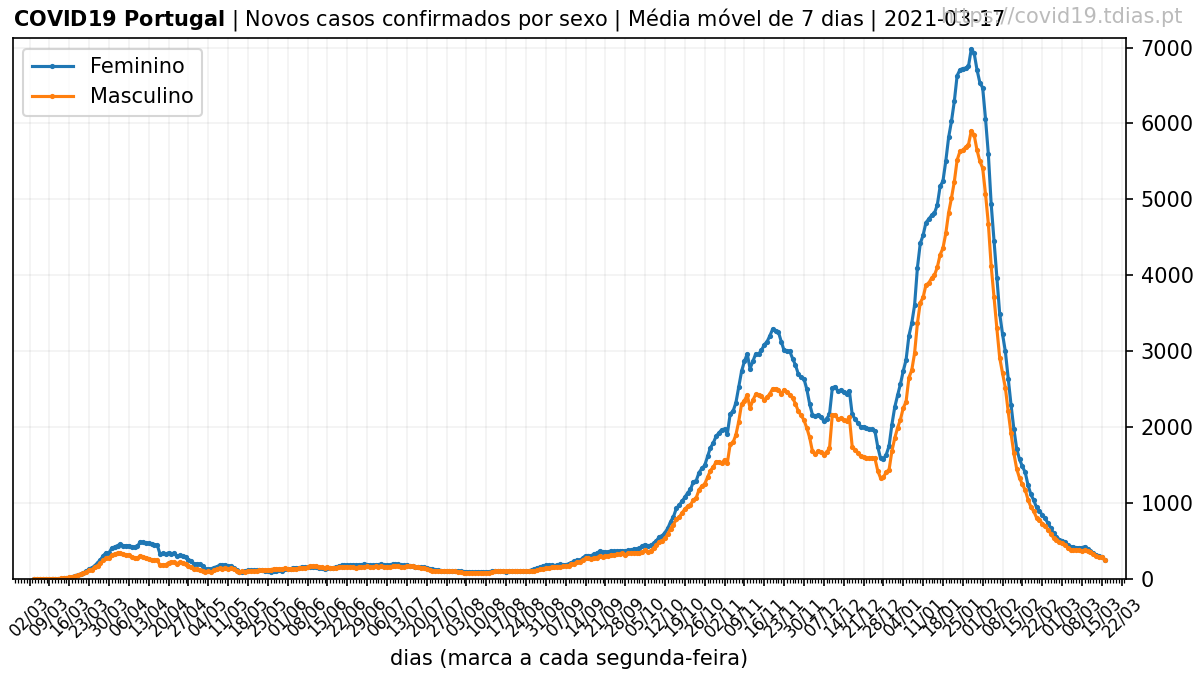 COVID19 Portugal | Novos casos confirmados por sexo | Média móvel de 7 dias | 2021-03-17
https://covid19.tdias.pt
Feminino
Masculino
7000
6000
5000
4000
3000
2000
1000
0
02/03 09/03 16/03 23/03 30/03 06/04 13/04 20/04 27/04 04/05 11/05 18/05 25/05 01/06 08/06 15/06 22/06 29/06 06/07 13/07 20/07 27/07 03/08 10/08 17/08 24/08 31/08 07/09 14/09 21/09 28/09 05/10 12/10 19/10 26/10 02/11 09/11 16/11 23/11 30/11 07/12 14/12 21/12 28/12 04/01 11/01 18/01 25/01 01/02 08/02 15/02 22/02 01/03 08/03 15/03 22/03
dias (marca a cada segunda-feira)